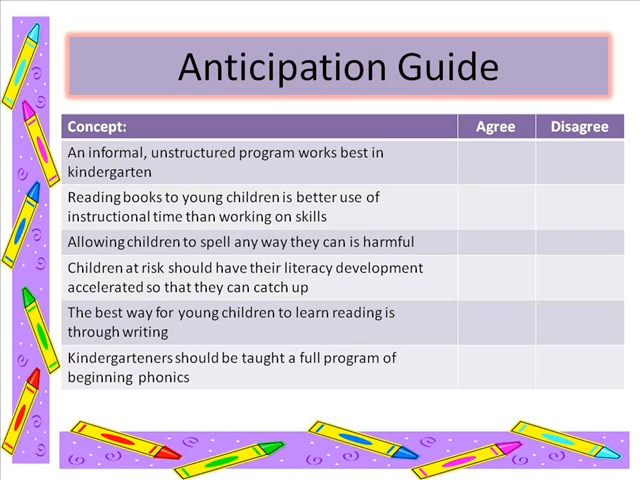 Anticipation Guide
Concept: Agree Disagree
An informal, unstructured program works best in
kindergarten
Reading books to young children is better use of
instructional time than working on skills
Allowing children to spell any way they can is harmful
Children at risk should have their literacy development
accelerated so that they can catch up
The best way for young children to learn reading is
through writing
Kindergarteners should be taught a full program of
beginning phonics